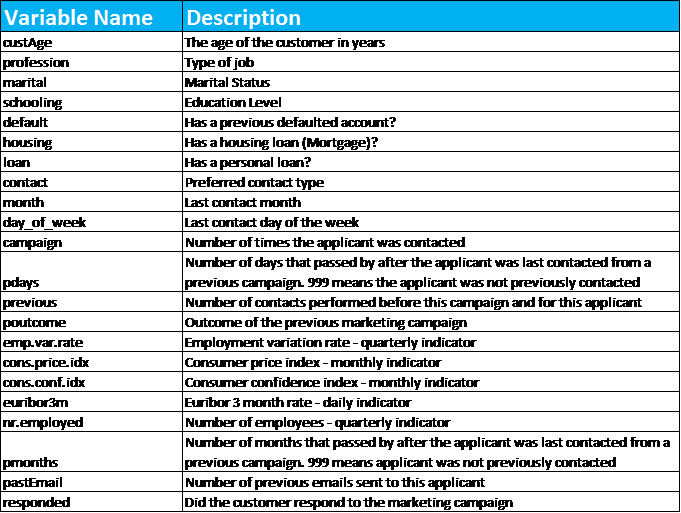 Variable Name Description
custAge The age of the customer in years
profession Type of job
marital Marital Status
schooling Education Level
default Has a previous defaulted account?
housing Has a housing loan (Mortgage)?
loan Has a personal loan?
contact Preferred contact type
month Last contact month
day_of_week Last contact day of the week
campaign Number of times the applicant was contacted
Number of days that passed by after the applicant was last contacted from a
pdays previous campaign. 999 means the applicant was not previously contacted
previous Number of contacts performed before this campaign and for this applicant
poutcome Outcome of the previous marketing campaign
emp.var.rate Employment variation rate - quarterly indicator
cons.price.idx Consumer price index - monthly indicator
cons.conf.idx Consumer confidence index - monthly indicator
euribor3m Euribor 3 month rate - daily indicator
nr.employed Number of employees - quarterly indicator
Number of months that passed by after the applicant was last contacted from a
pmonths previous campaign. 999 means applicant was not previously contacted
pastEmail Number of previous emails sent to this applicant
responded Did the customer respond to the marketing campaign